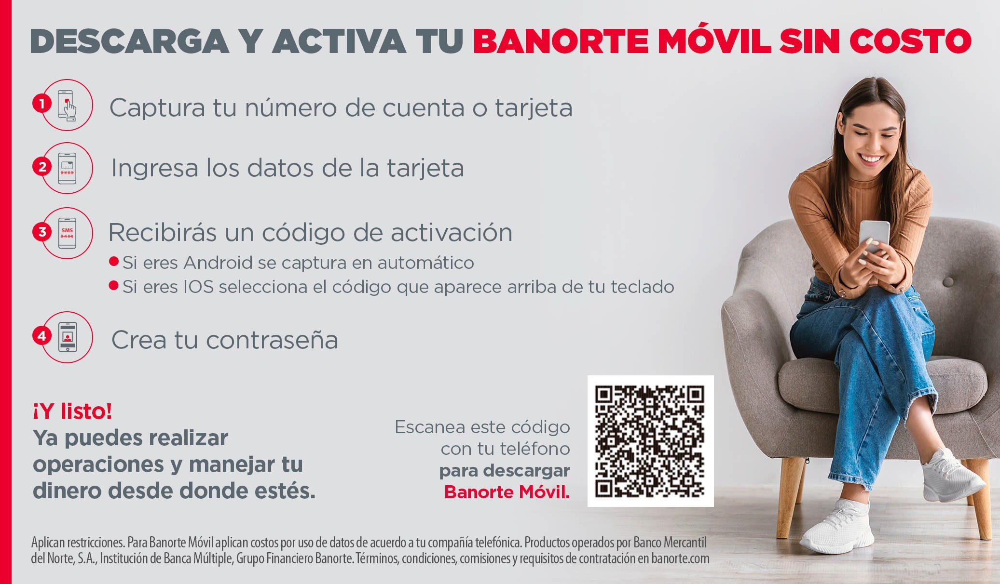 DESCARGA Y ACTIVA TU BANORTE MÓVIL SIN COSTO
1
Captura tu número de cuenta o tarjeta
2
****
Ingresa los datos de la tarjeta
3
SMS
****
Recibirás un código de activación
● Si eres Android se captura en automático
● Si eres IOS selecciona el código que aparece arriba de tu teclado
4
Crea tu contraseña
¡Y listo!
Ya puedes realizar
operaciones y manejar tu
dinero desde donde estés.
Escanea este código
con tu teléfono
para descargar
Banorte Móvil.
Aplican restricciones. Para Banorte Móvil aplican costos por uso de datos de acuerdo a tu compañía telefónica. Productos operados por Banco Mercantil
del Norte, S.A., Institución de Banca Múltiple, Grupo Financiero Banorte. Términos, condiciones, comisiones y requisitos de contratación en banorte.com